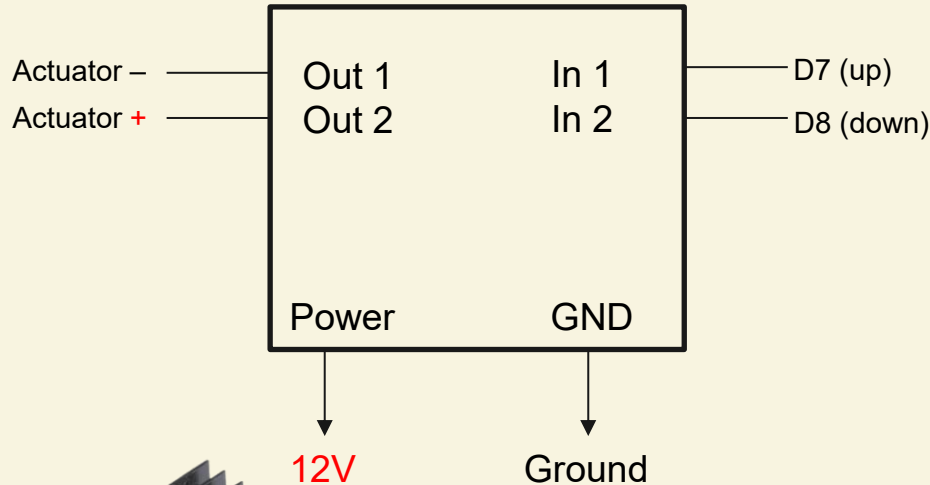 Actuator – Out 1 In 1 D7 (up)
Actuator + Out 2 In 2 D8 (down)
Power GND
12V Ground